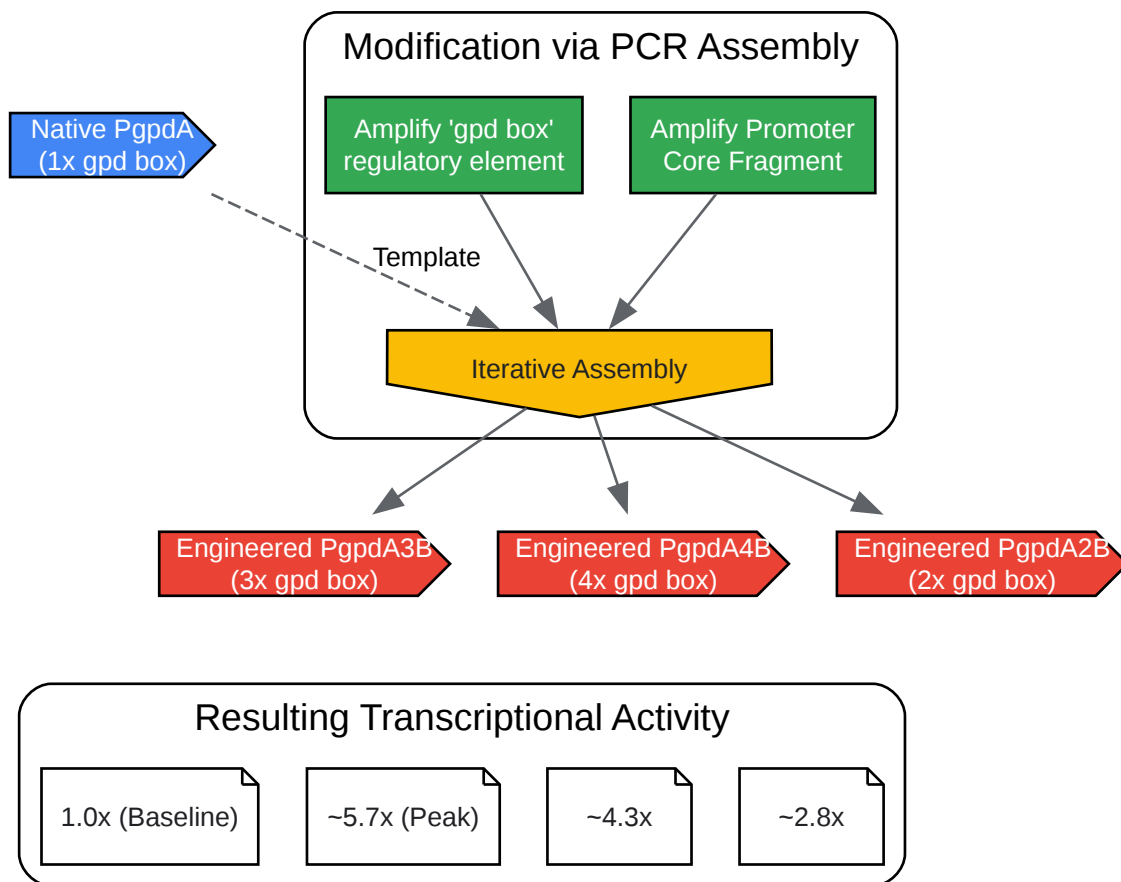 Modification via PCR Assembly
Native PgpdA
(1x gpd box)
Amplify 'gpd box'
regulatory element
Amplify Promoter
Core Fragment
Template
Iterative Assembly
Engineered PgpdA3B
(3x gpd box)
Engineered PgpdA4B
(4x gpd box)
Engineered PgpdA2B
(2x gpd box)
Resulting Transcriptional Activity
1.0x (Baseline)
~5.7x (Peak)
~4.3x
~2.8x